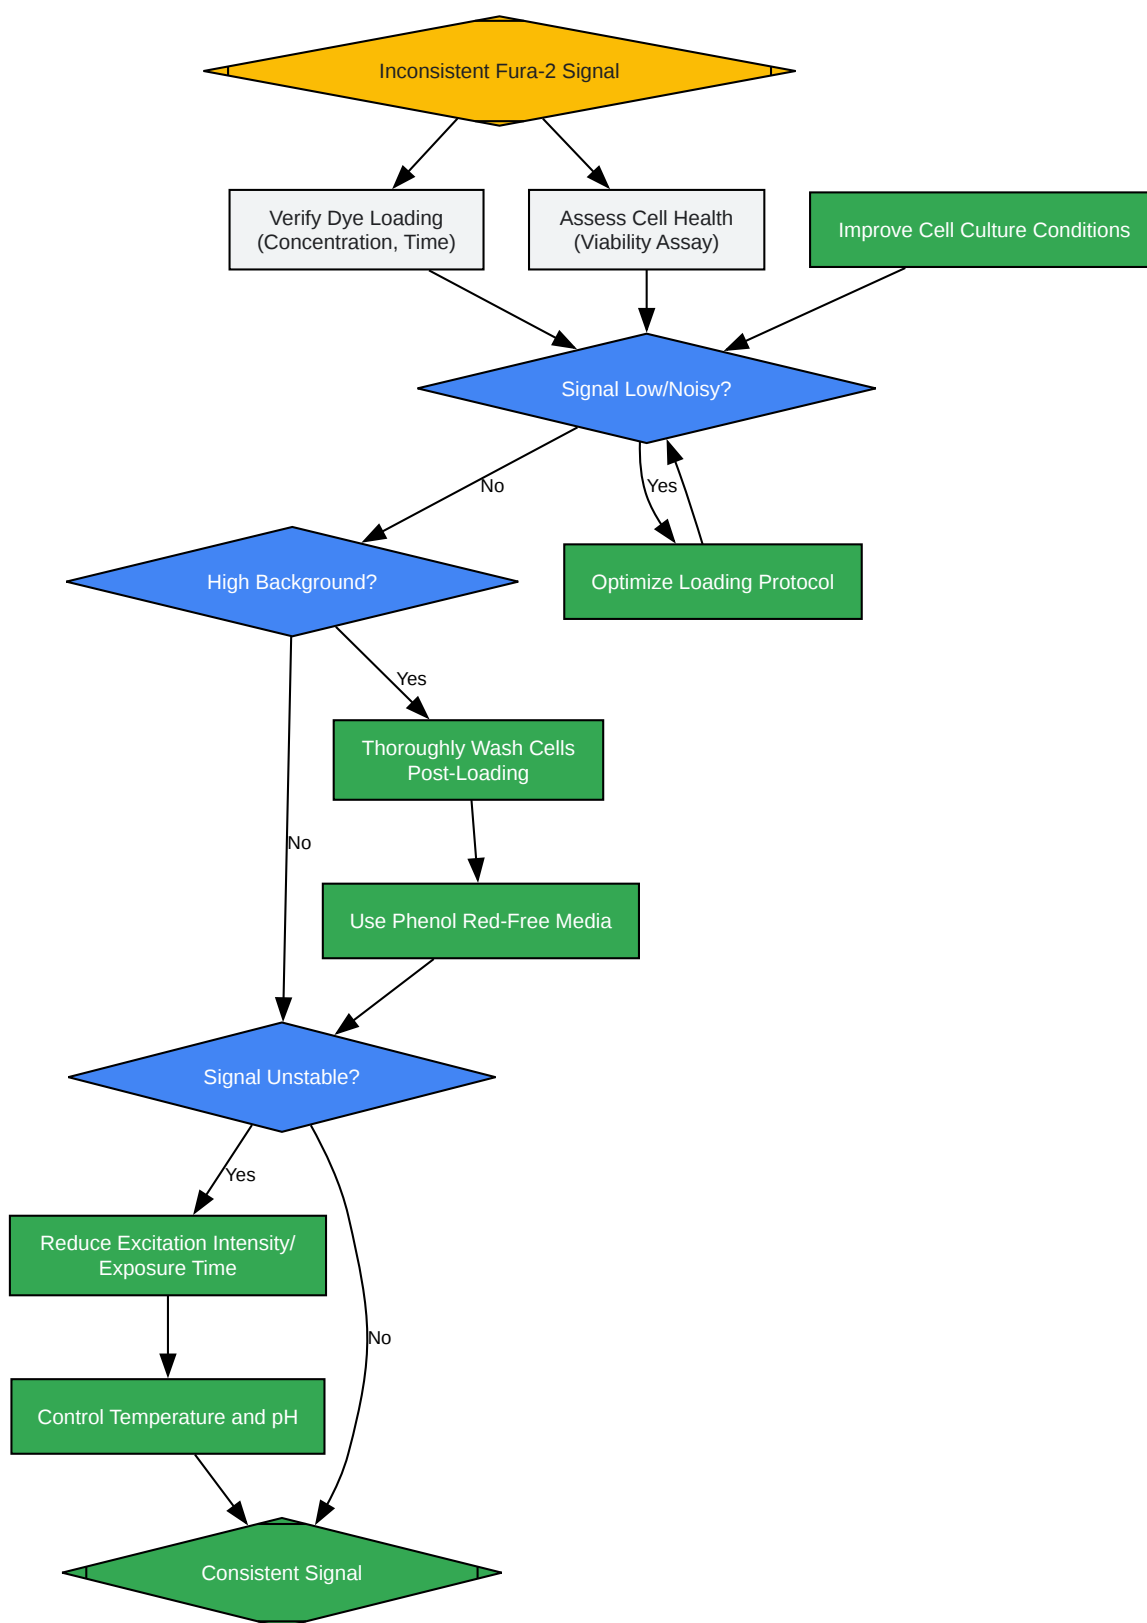 Inconsistent Fura-2 Signal
Verify Dye Loading
(Concentration, Time)
Assess Cell Health
(Viability Assay)
Improve Cell Culture Conditions
Signal Low/Noisy?
No
Yes
High Background?
Optimize Loading Protocol
Yes
Thoroughly Wash Cells
Post-Loading
No
Use Phenol Red-Free Media
Signal Unstable?
Yes
Reduce Excitation Intensity/
Exposure Time
No
Control Temperature and pH
Consistent Signal